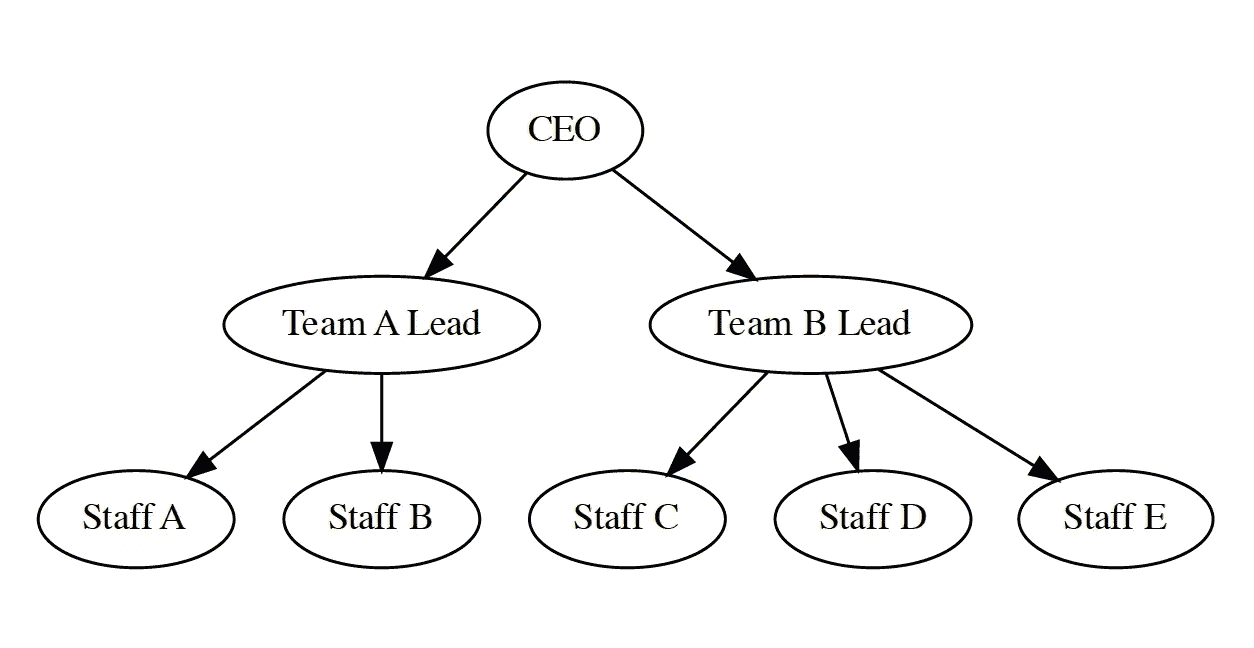 CEO
Team A Lead
Team B Lead
Staff A
Staff B
Staff C
Staff D
Staff E